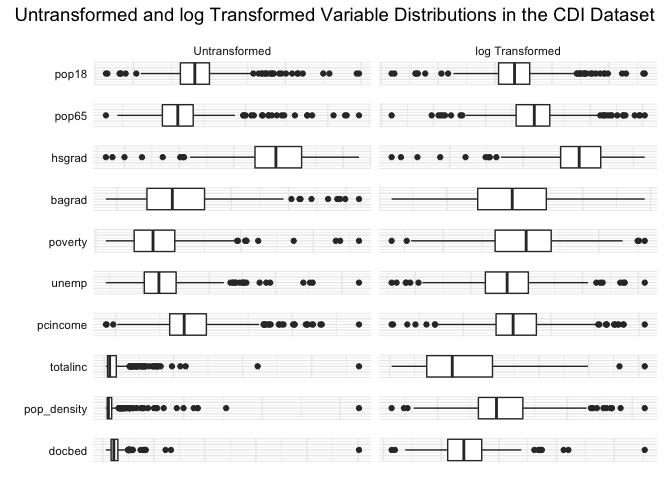 Untransformed and log Transformed Variable Distributions in the CDI Dataset
Untransformed
log Transformed
pop18
pop65
hsgrad
bagrad
poverty
unemp
pcincome
totalinc
pop_density
docbed